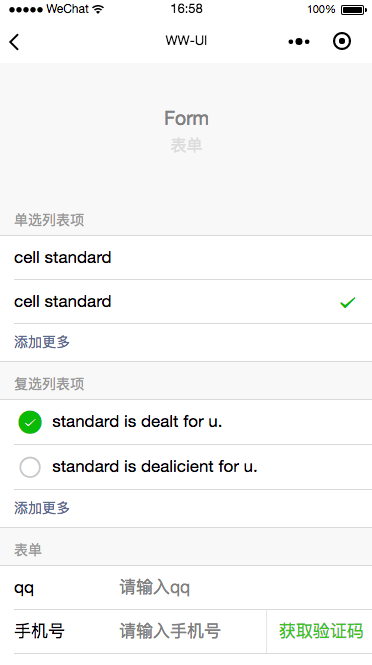 WeChat 16:58 100%
WW-UI
Form
表单
单选列表项
cell standard
cell standard
添加更多
复选列表项
standard is dealt for u.
standard is dealicient for u.
添加更多
表单
qq 请输入qq
手机号 请输入手机号 获取验证码